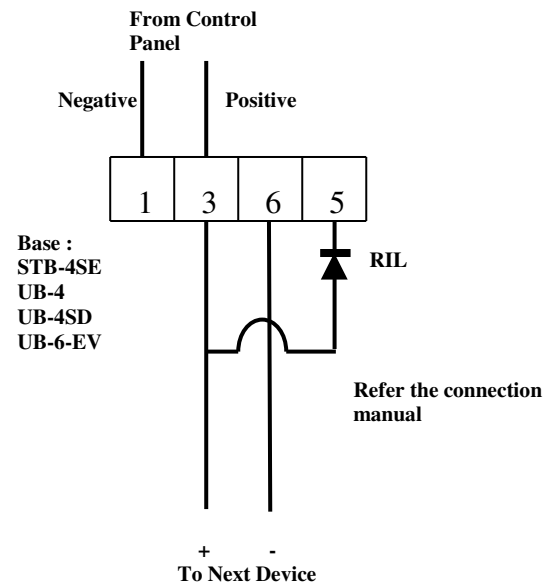 From Control
Panel
Negative
Positive
1 3 6 5
Base :
STB-4SE
UB-4
UB-4SD
UB-6-EV
RIL
Refer the connection
manual
+ -
To Next Device